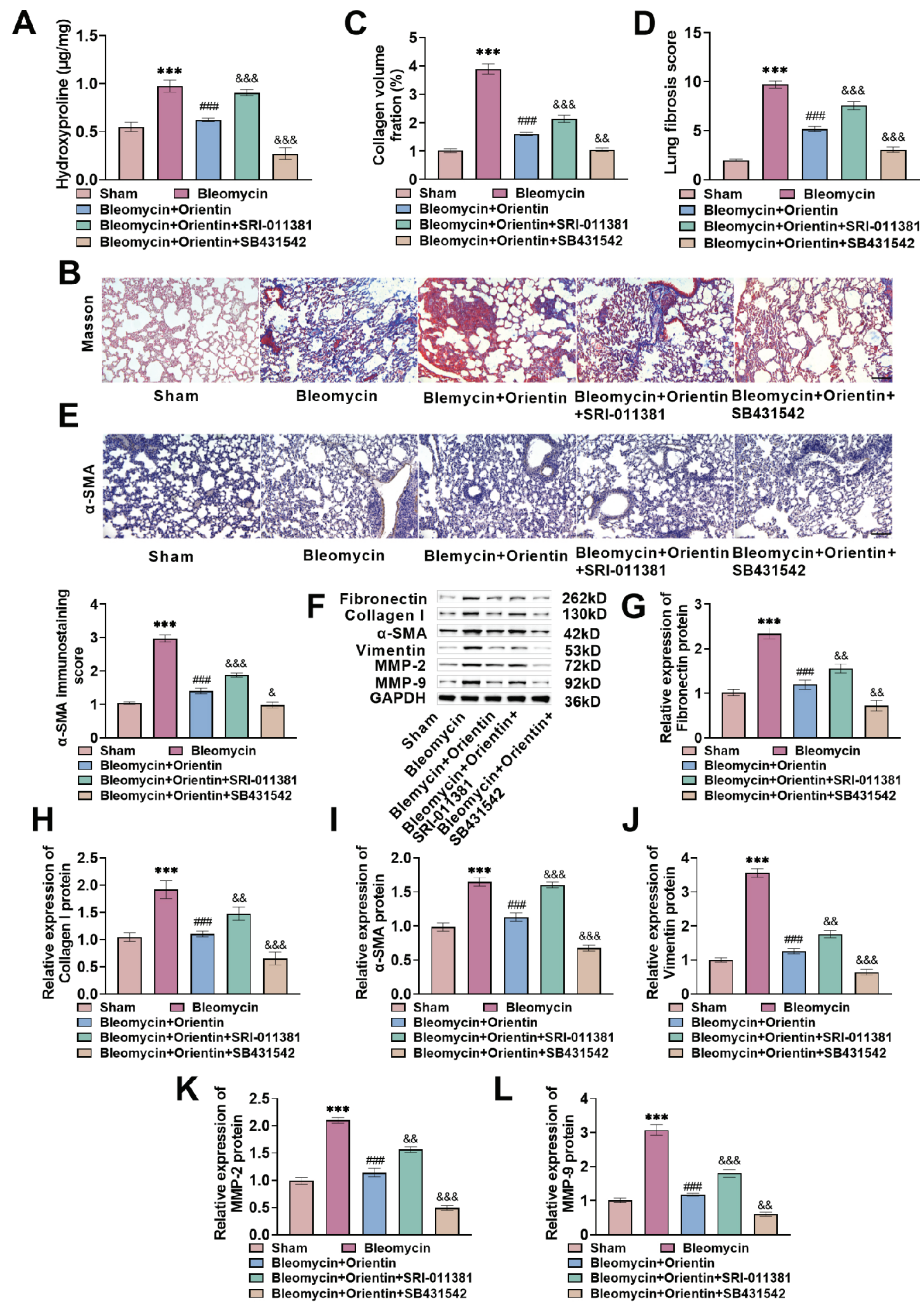 A
Hydroxyproline (μg/mg)
1.5
1.0
0.5
0.0
***
###
&&&
&&&
Sham
Bleomycin
Bleomycin+Orientin
Bleomycin+Orientin+SRI-011381
Bleomycin+Orientin+SB431542
C
Collagen volume
fration (%)
5
4
3
2
1
0
***
###
&&&
&&
Sham
Bleomycin
Bleomycin+Orientin
Bleomycin+Orientin+SRI-011381
Bleomycin+Orientin+SB431542
D
Lung fibrosis score
15
10
5
0
***
###
&&&
&&&
Sham
Bleomycin
Bleomycin+Orientin
Bleomycin+Orientin+SRI-011381
Bleomycin+Orientin+SB431542
B
Masson
Sham
Bleomycin
Blemycin+Orientin
Bleomycin+Orientin
+SRI-011381
Bleomycin+Orientin+
SB431542
E
α-SMA
Sham
Bleomycin
Blemycin+Orientin
Bleomycin+Orientin
+SRI-011381
Bleomycin+Orientin+
SB431542
α-SMA immunostaining
score
4
3
2
1
0
***
###
&&&
&
Sham
Bleomycin
Bleomycin+Orientin
Bleomycin+Orientin+SRI-011381
Bleomycin+Orientin+SB431542
F
Fibronectin 262kD
Collagen I 130kD
α-SMA 42kD
Vimentin 53kD
MMP-2 72kD
MMP-9 92kD
GAPDH 36kD
Sham
Bleomycin
Blemycin+Orientin
Bleomycin+Orientin+
SRI-011381
Bleomycin+Orientin+
SB431542
G
Relative expression of
Fibronectin protein
3
2
1
0
***
###
&&
&&
Sham
Bleomycin
Bleomycin+Orientin
Bleomycin+Orientin+SRI-011381
Bleomycin+Orientin+SB431542
H
Relative expression of
Collagen I protein
2.5
2.0
1.5
1.0
0.5
0.0
***
###
&&
&&&
Sham
Bleomycin
Bleomycin+Orientin
Bleomycin+Orientin+SRI-011381
Bleomycin+Orientin+SB431542
I
Relative expression of
α-SMA protein
2.0
1.5
1.0
0.5
0.0
***
###
&&&
&&&
Sham
Bleomycin
Bleomycin+Orientin
Bleomycin+Orientin+SRI-011381
Bleomycin+Orientin+SB431542
J
Relative expression of
Vimentin protein
4
3
2
1
0
***
###
&&
&&&
Sham
Bleomycin
Bleomycin+Orientin
Bleomycin+Orientin+SRI-011381
Bleomycin+Orientin+SB431542
K
Relative expression of
MMP-2 protein
2.5
2.0
1.5
1.0
0.5
0.0
***
###
&&
&&&
Sham
Bleomycin
Bleomycin+Orientin
Bleomycin+Orientin+SRI-011381
Bleomycin+Orientin+SB431542
L
Relative expression of
MMP-9 protein
4
3
2
1
0
***
###
&&&
&&
Sham
Bleomycin
Bleomycin+Orientin
Bleomycin+Orientin+SRI-011381
Bleomycin+Orientin+SB431542